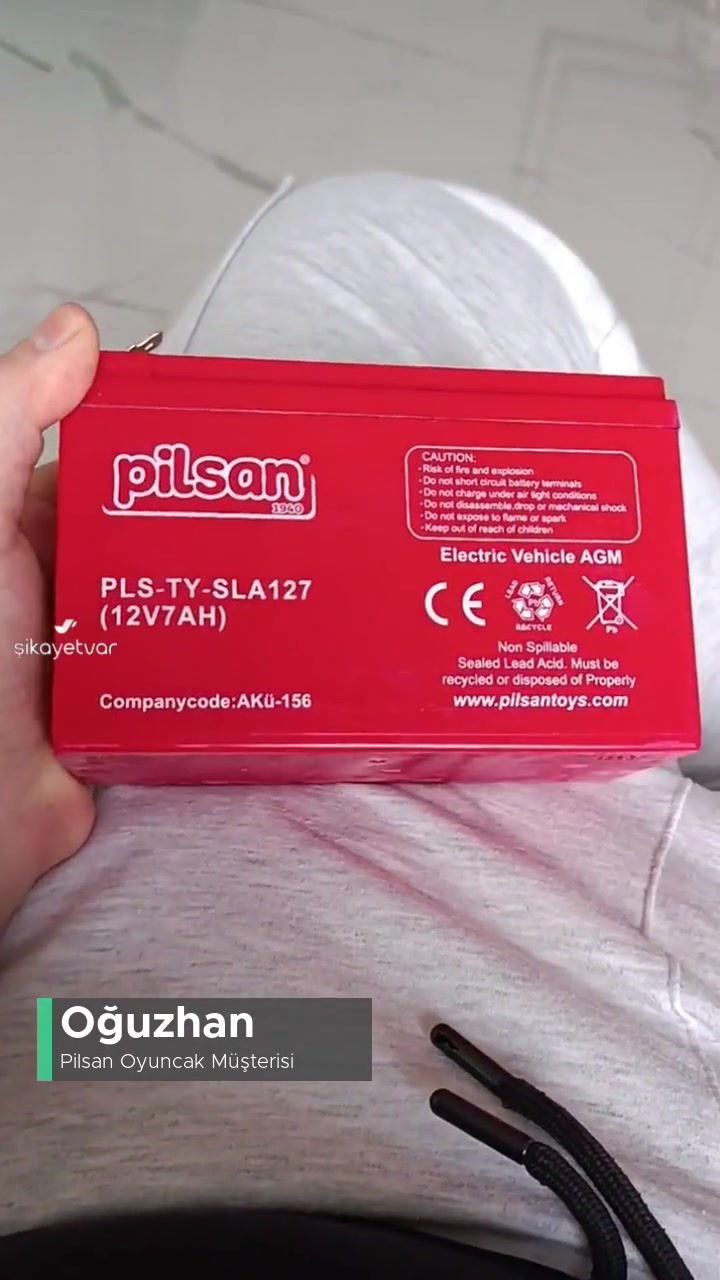 pilsan®
1940
PLS-TY-SLA127
(12V7AH)
Companycode:AKü-156
CAUTION:
·Risk of fire and explosion
·Do not short circuit battery terminals
·Do not charge under air tight conditions
·Do not disassemble,drop or mechanical shock
·Do not expose to flame or spark
·Keep out of reach of children
Electric Vehicle AGM
CE
LEAD
RETURN
Pb
RECYCLE
Pb
Non Spillable
Sealed Lead Acid. Must be
recycled or disposed of Properly
www.pilsantoys.com
şikayetvar
Oğuzhan
Pilsan Oyuncak Müşterisi